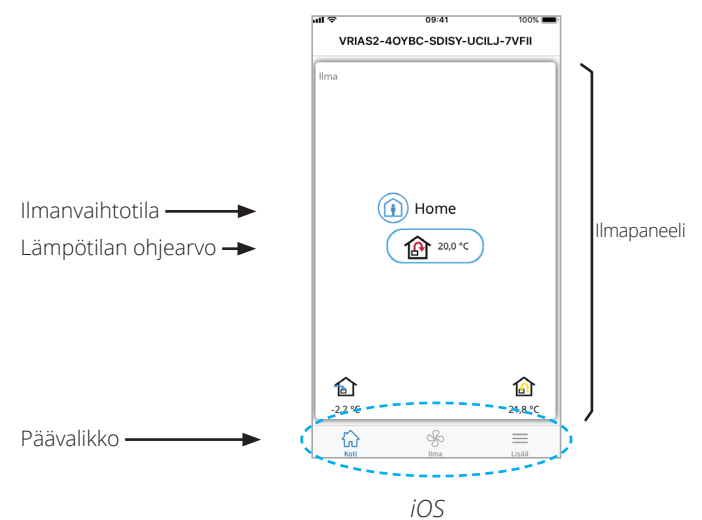 09:41 100%
VRIAS2-4OYBC-SDISY-UCILJ-7VFII
Ilma
Ilmanvaihtotila
Home
Lämpötilan ohjearvo
20,0 °C
Ilmapaneeli
-2,2 °C
21,8 °C
Päävalikko
Koti
Ilma
Lisää
iOS